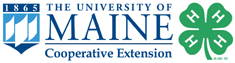 1865 THE UNIVERSITY OF
MAINE
Cooperative Extension
H H
H H